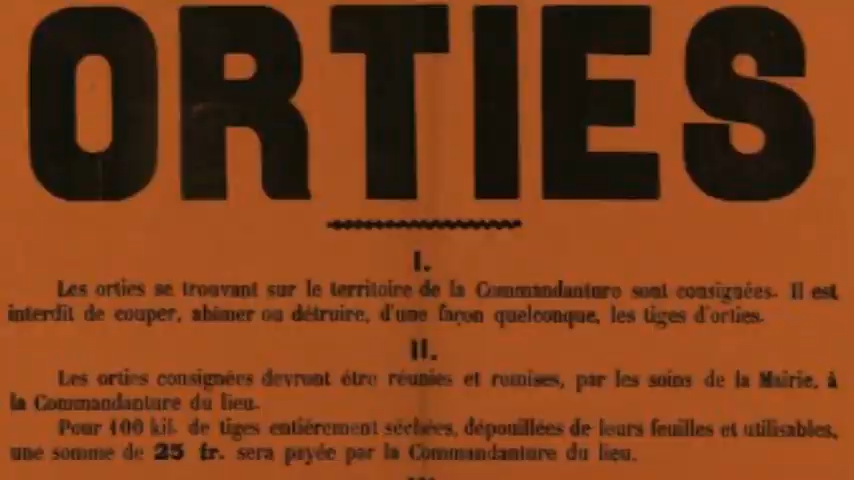 ORTIES
I.
Les orties se trouvant sur le territoire de la Commandanture sont consignées. Il est
interdit de couper, abimer ou détruire, d'une façon quelconque, les tiges d'orties.
II.
Les orties consignées devront étre réunies et remises, par les soins de la Mairie, à
la Commandanture du lieu.
Pour 100 kil. de tiges entiérement séchées, dépouillées de leurs feuilles et utilisables,
une somme de 25 fr. sera payée par la Commandanture du lieu.